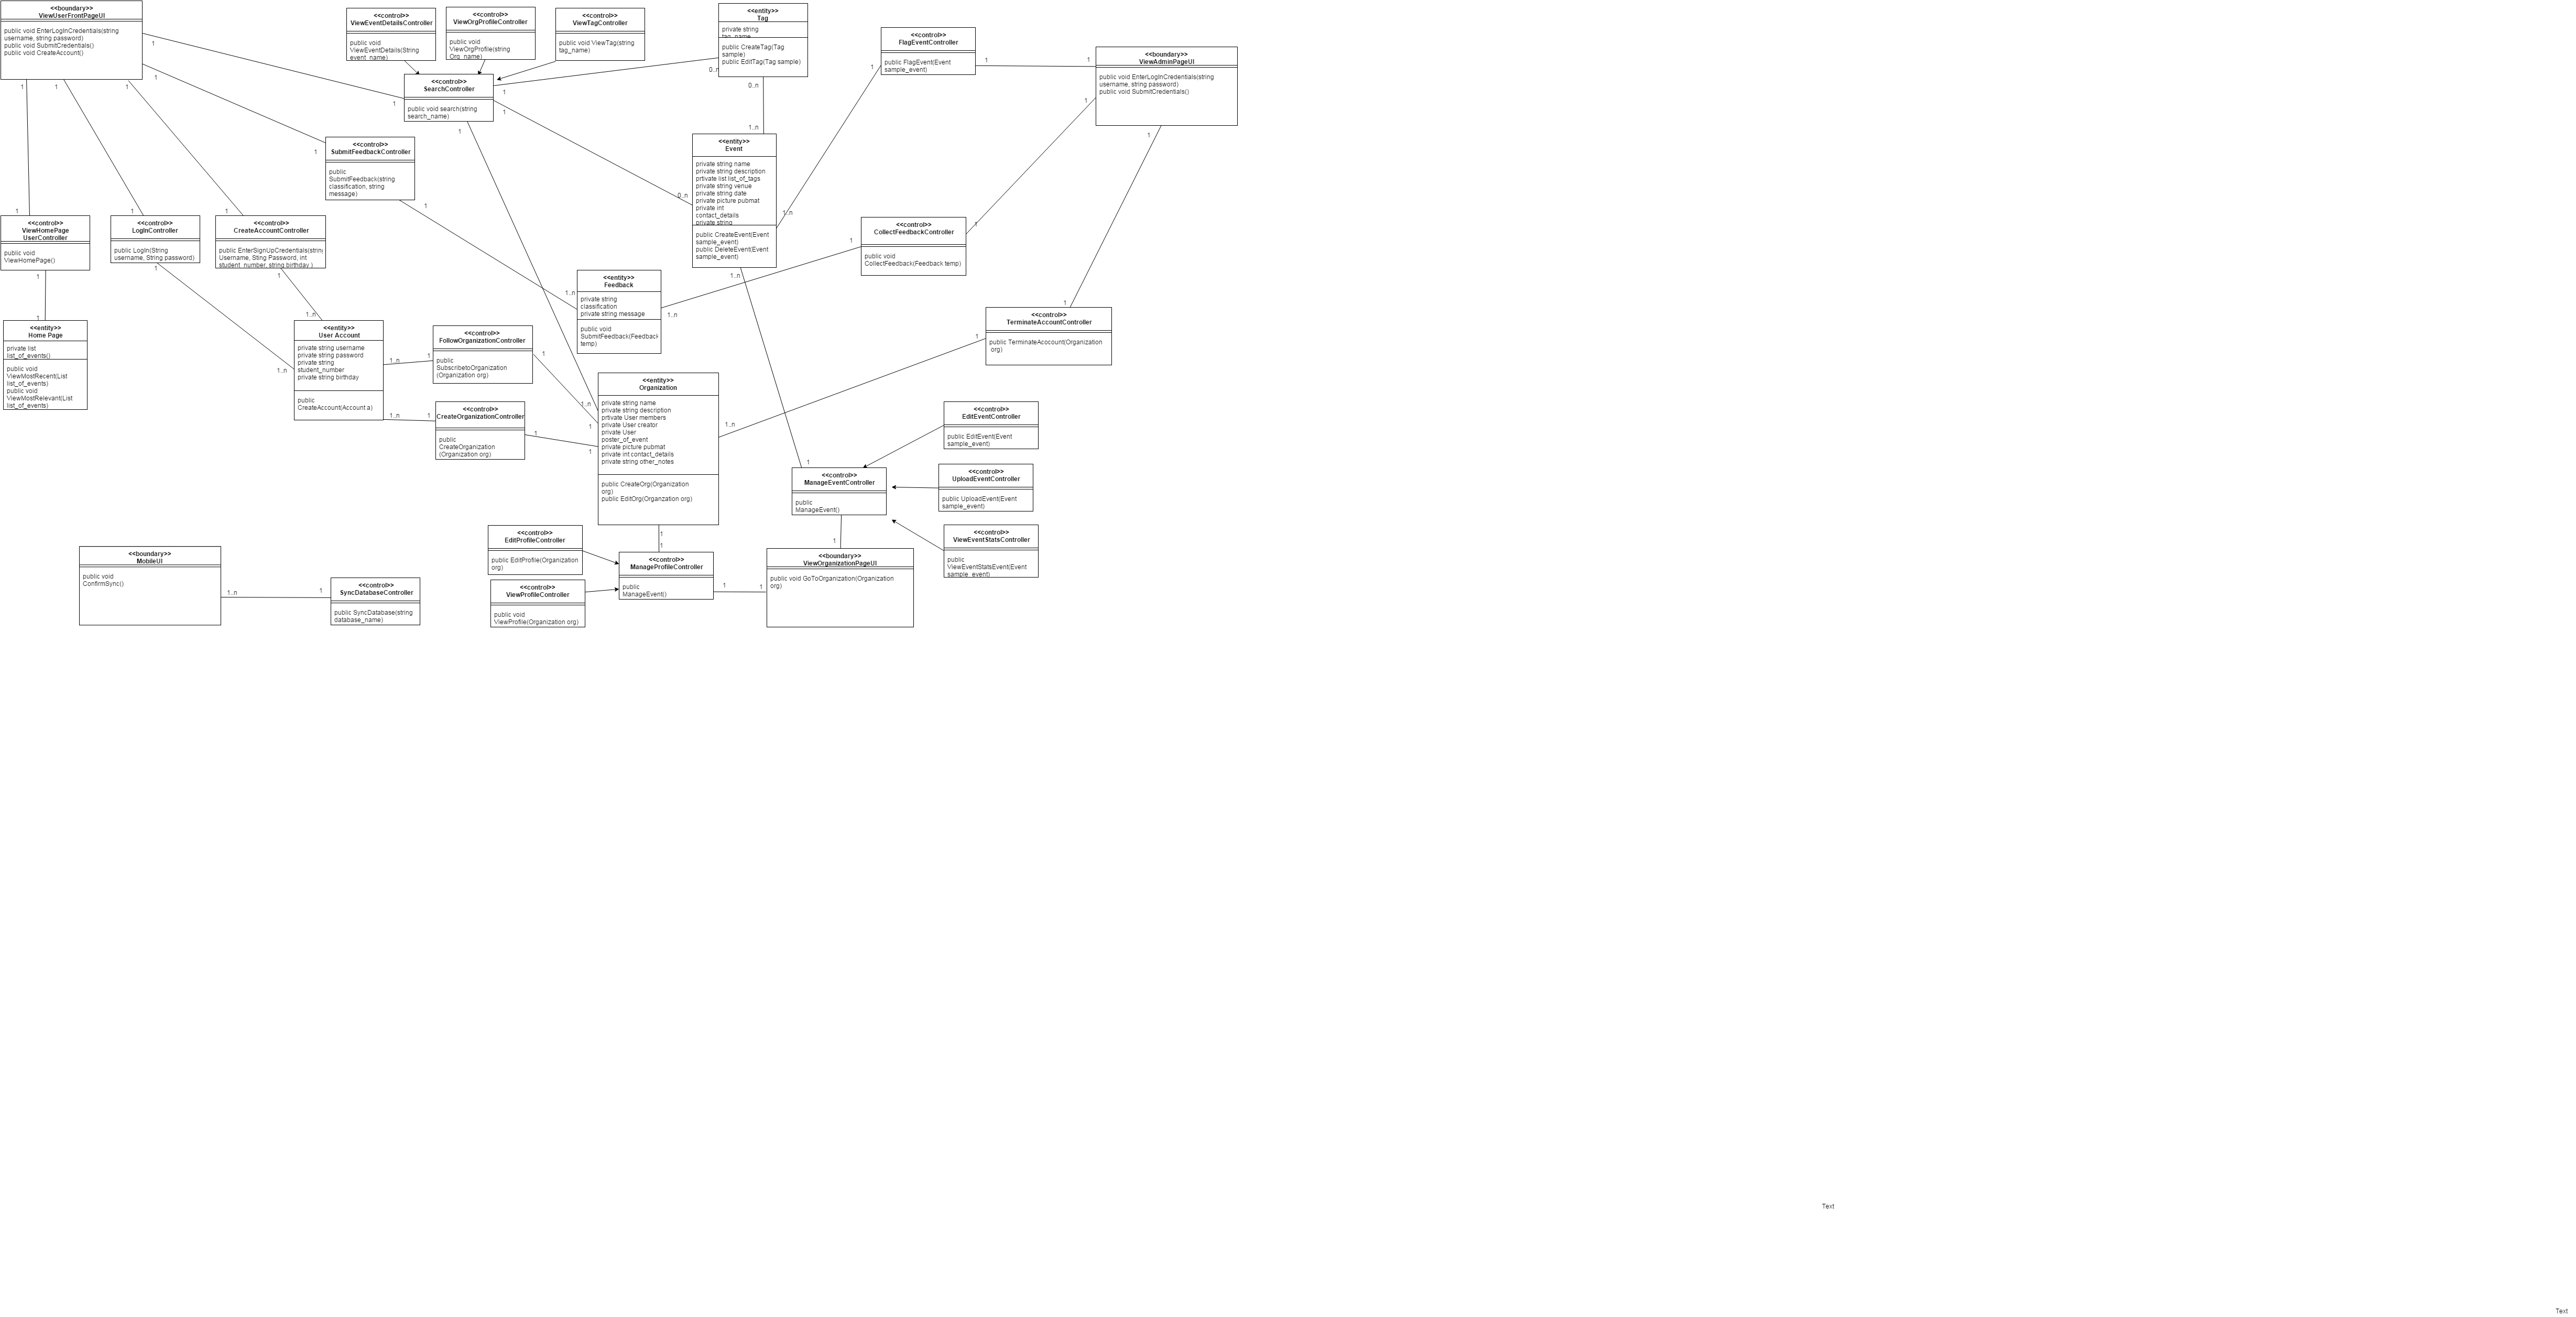 <<boundary>>
ViewUserFrontPageUI
public void EnterLogInCredentials(string
username, string password)
public void SubmitCredentials()
public void CreateAccount()
<<control>>
ViewEventDetailsController
public void
ViewEventDetails(String
event_name)
<<control>>
ViewOrgProfileController
public void
ViewOrgProfile(string
Org_name)
<<control>>
ViewTagController
public void ViewTag(string
tag_name)
<<entity>>
Tag
private string
tag_name
public CreateTag(Tag
sample)
public EditTag(Tag sample)
<<control>>
FlagEventController
public FlagEvent(Event
sample_event)
<<boundary>>
ViewAdminPageUI
public void EnterLogInCredentials(string
username, string password)
public void SubmitCredentials()
<<control>>
SearchController
public void search(string
search_name)
1
1
1
1
1
1
1
1
1
1
0..n
0..n
1..n
0..n
1
1
1
1
1
1..n
<<control>>
SubmitFeedbackController
public
SubmitFeedback(string
classification, string
message)
1
1
<<entity>>
Event
private string name
private string description
prtivate list list_of_tags
private string venue
private string date
private picture pubmat
private int
contact_details
private string
public CreateEvent(Event
sample_event)
public DeleteEvent(Event
sample_event)
1..n
1
1
1
<<control>>
ViewHomePage
UserController
public void
ViewHomePage()
<<control>>
LogInController
public LogIn(String
username, String password)
<<control>>
CreateAccountController
public EnterSignUpCredentials(string
Username, Sting Password, int
student_number, string birthday )
<<control>>
CollectFeedbackController
public void
CollectFeedback(Feedback temp)
1
1
1
1
1
<<entity>>
Feedback
private string
classification
private string message
public void
SubmitFeedback(Feedback
temp)
1..n
1..n
1
1..n
1
<<entity>>
Home Page
private list
list_of_events()
public void
ViewMostRecent(List
list_of_events)
public void
ViewMostRelevant(List
list_of_events)
<<entity>>
User Account
private string username
private string password
private string
student_number
private string birthday
public
CreateAccount(Account a)
1..n
<<control>>
FollowOrganizationController
public
SubscribetoOrganization
(Organization org)
1..n
1
1
<<control>>
TerminateAccountController
public TerminateAcocount(Organization
org)
1
<<control>>
CreateOrganizationController
public
CreateOrganization
(Organization org)
1..n
1
1
1..n
1
1
<<entity>>
Organization
private string name
private string description
prtivate User members
private User creator
private User
poster_of_event
private picture pubmat
private int contact_details
private string other_notes
public CreateOrg(Organization
org)
public EditOrg(Organzation org)
1..n
<<control>>
EditEventController
public EditEvent(Event
sample_event)
1
<<control>>
ManageEventController
public
ManageEvent()
<<control>>
UploadEventController
public UploadEvent(Event
sample_event)
<<control>>
ViewEventStatsController
public
ViewEventStatsEvent(Event
sample_event)
1
1
1
<<control>>
EditProfileController
public EditProfile(Organization
org)
<<control>>
ManageProfileController
public
ManageEvent()
1
1
<<boundary>>
ViewOrganizationPageUI
public void GoToOrganization(Organization
org)
<<control>>
ViewProfileController
public void
ViewProfile(Organization org)
<<boundary>>
MobileUI
public void
ConfirmSync()
1..n
1
<<control>>
SyncDatabaseController
public SyncDatabase(string
database_name)
Text
Text